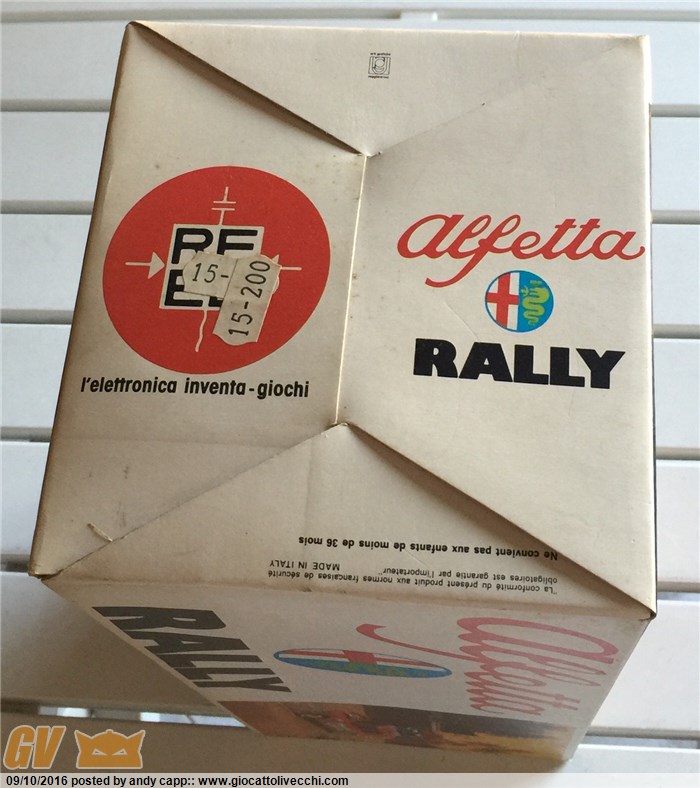 RE
EL
15-
15-200
l'elettronica inventa-giochi
Alfetta
RALLY
Ne convient pas aux enfants de moins de 36 mois
"La conformité du présent produit aux normes françaises de sécurité
obligatoires est garantie par l'importateur"
MADE IN ITALY
Alfetta
RALLY
GV
09/10/2016 posted by andy capp:: www.giocattolivecchi.com